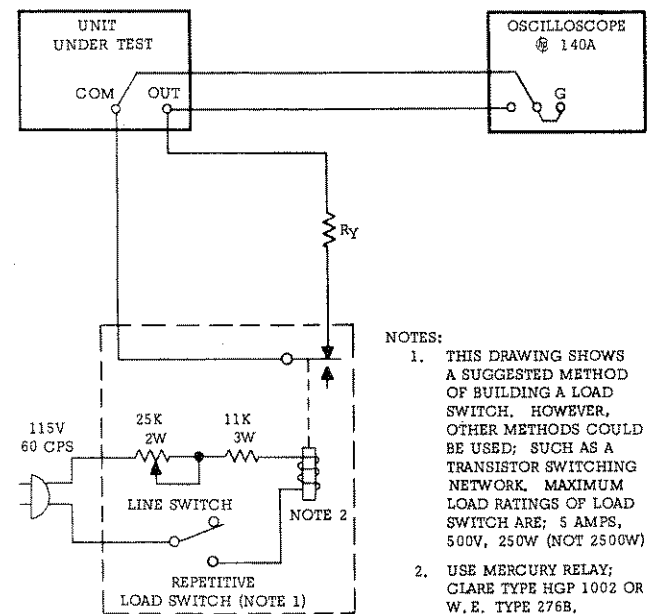 UNIT
UNDER TEST
COM
OUT
OSCILLOSCOPE
hp 140A
G
RY
115V
60 CPS
25K
2W
11K
3W
LINE SWITCH
NOTE 2
REPETITIVE
LOAD SWITCH (NOTE 1)
NOTES:
1. THIS DRAWING SHOWS
A SUGGESTED METHOD
OF BUILDING A LOAD
SWITCH. HOWEVER,
OTHER METHODS COULD
BE USED; SUCH AS A
TRANSISTOR SWITCHING
NETWORK. MAXIMUM
LOAD RATINGS OF LOAD
SWITCH ARE; 5 AMPS,
500V, 250W (NOT 2500W)
2. USE MERCURY RELAY;
CLARE TYPE HGP 1002 OR
W.E. TYPE 276B.